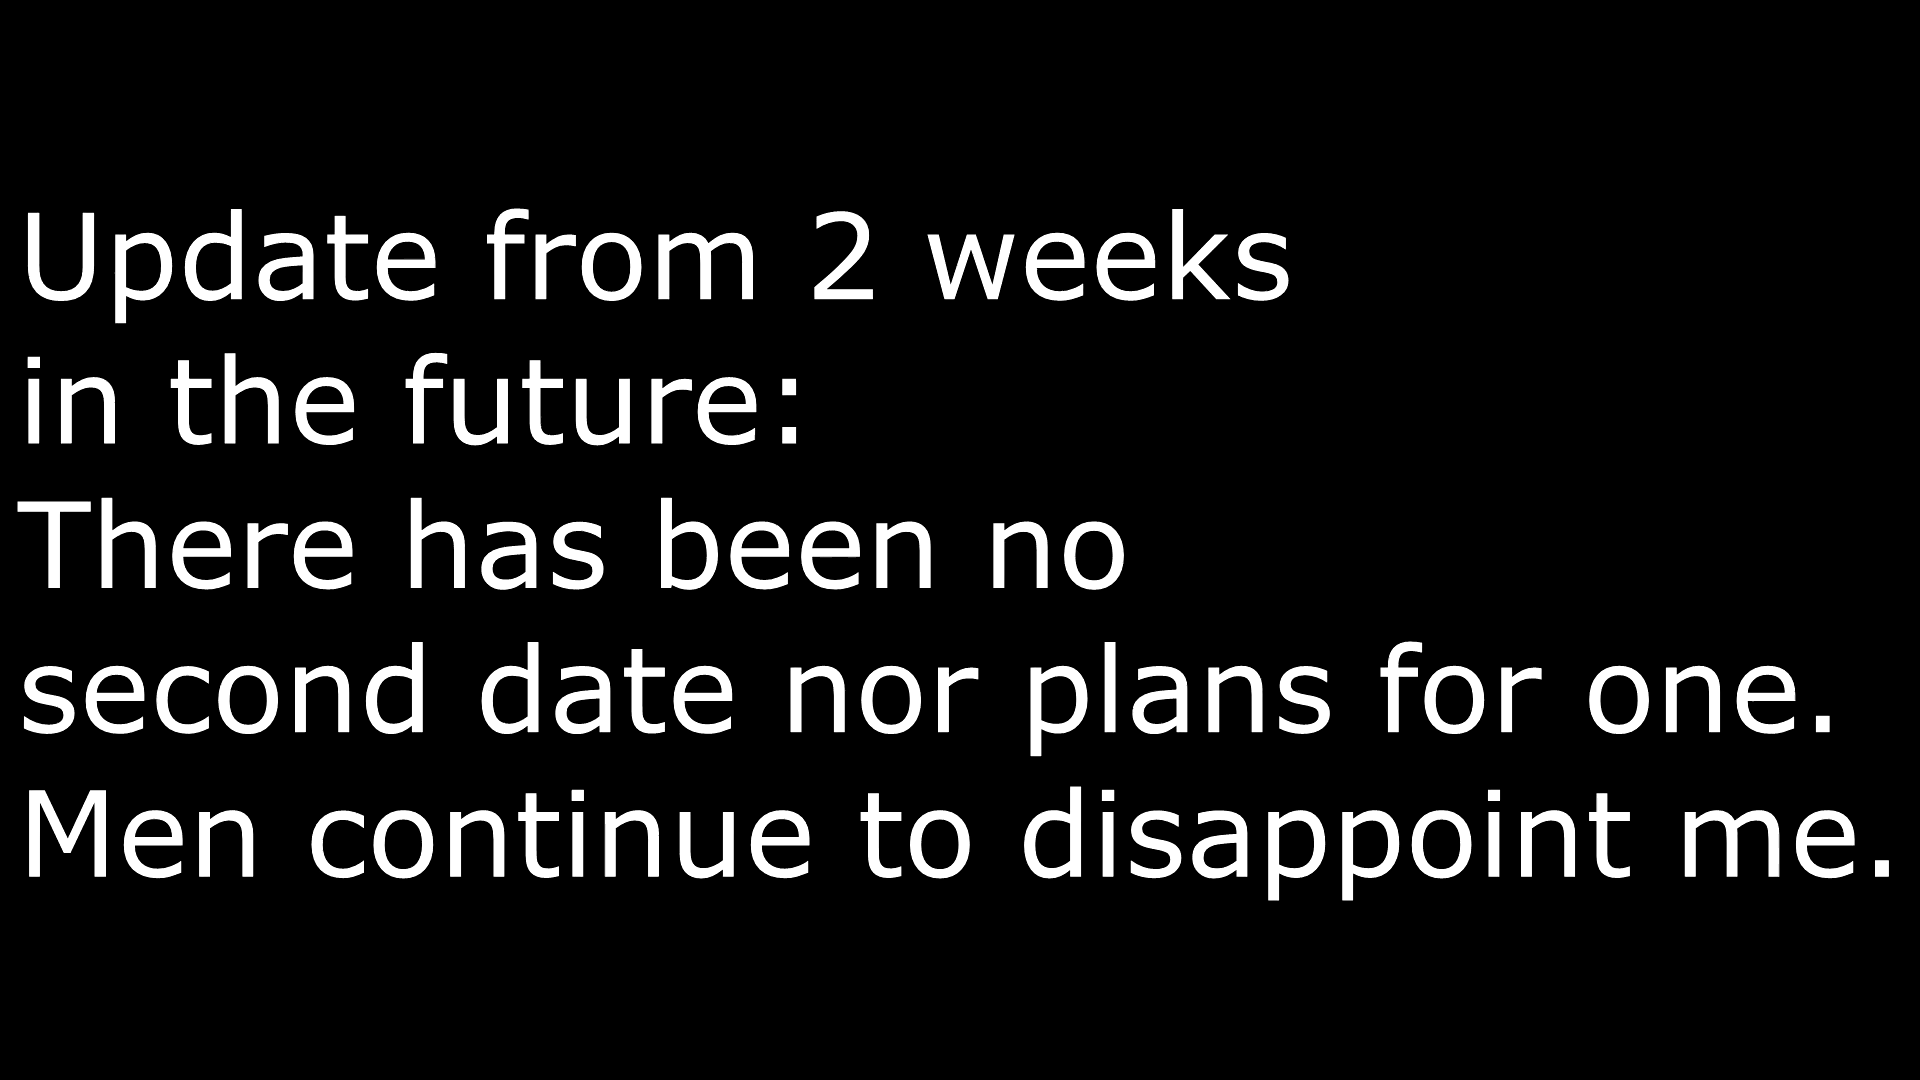 Update from 2 weeks
in the future:
There has been no
second date nor plans for one.
Men continue to disappoint me.